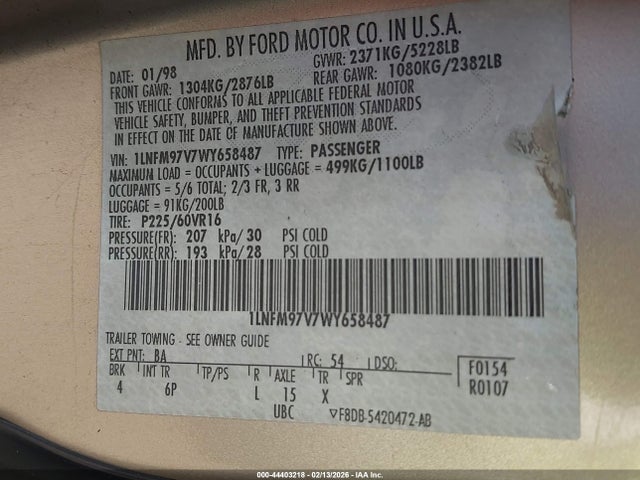 MFD. BY FORD MOTOR CO. IN U.S.A.
DATE: 01/98 GVWR: 2371KG/5228LB
FRONT GAWR: 1304KG/2876LB REAR GAWR: 1080KG/2382LB
THIS VEHICLE CONFORMS TO ALL APPLICABLE FEDERAL MOTOR
VEHICLE SAFETY, BUMPER, AND THEFT PREVENTION STANDARDS
IN EFFECT ON THE DATE OF MANUFACTURE SHOWN ABOVE.
VIN: 1LNFM97V7WY658487 TYPE: PASSENGER
MAXIMUM LOAD = OCCUPANTS + LUGGAGE = 499KG/1100LB
OCCUPANTS = 5/6 TOTAL; 2/3 FR, 3 RR
LUGGAGE = 91KG/200LB
TIRE: P225/60VR16
PRESSURE(FR) 207 kPa/30 PSI COLD
PRESSURE(RR) 193 kPa/28 PSI COLD
1LNFM97V7WY658487
TRAILER TOWING - SEE OWNER GUIDE
EXT PNT: BA RC: 54 DSO: F0154
BRK INT TR TP/PS R AXLE TR SPR R0107
4 6P L 15 X
UBC ▽F8DB-5420472-AB
000-44403218 - 02/13/2026 - IAA Inc.